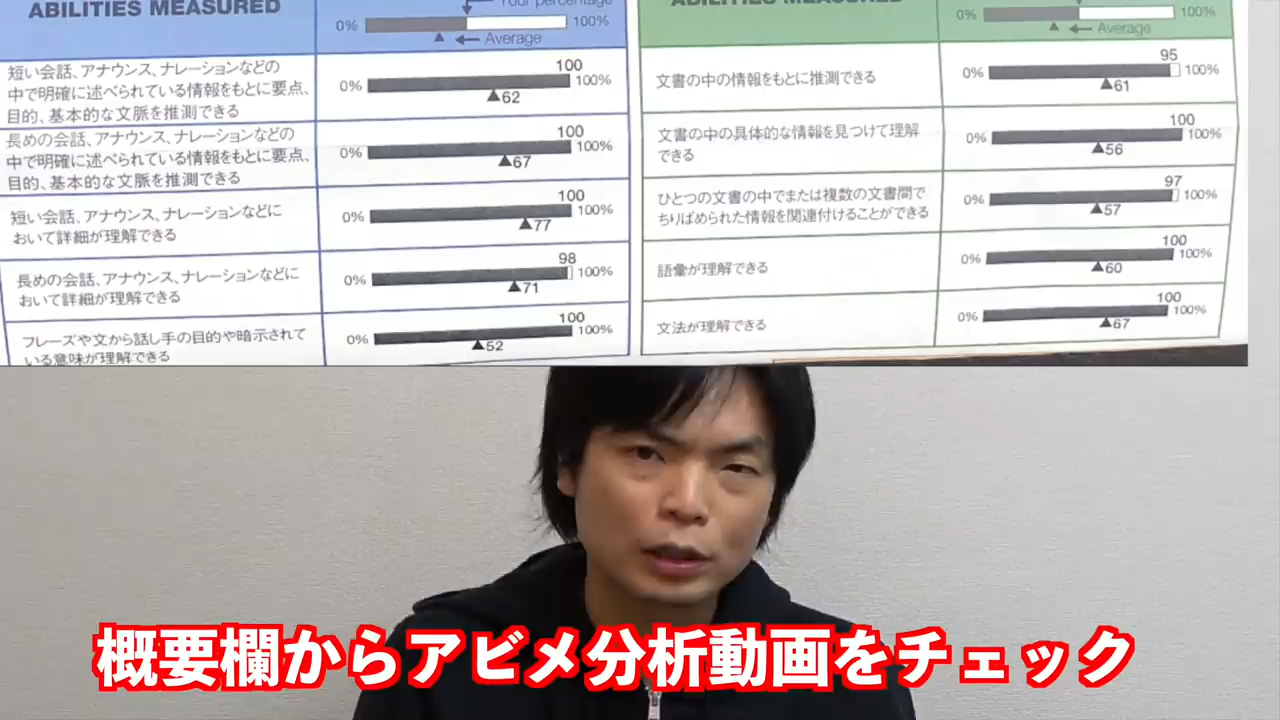 ABILITIES MEASURED
Your percentage
0% 100%
Average
短い会話、アナウンス、ナレーションなどの
中で明確に述べられている情報をもとに要点、
目的、基本的な文脈を推測できる
0% 100 100%
▲62
長めの会話、アナウンス、ナレーションなどの
中で明確に述べられている情報をもとに要点、
目的、基本的な文脈を推測できる
0% 100 100%
▲67
短い会話、アナウンス、ナレーションなどに
おいて詳細が理解できる
0% 100 100%
▲77
長めの会話、アナウンス、ナレーションなどに
おいて詳細が理解できる
0% 98 100%
▲71
フレーズや文から話し手の目的や暗示されて
いる意味が理解できる
0% 100 100%
▲52
ABILITIES MEASURED
0% 100%
Average
文書の中の情報をもとに推測できる
0% 95 100%
▲61
文書の中の具体的な情報を見つけて理解
できる
0% 100 100%
▲56
ひとつの文書の中でまたは複数の文書間で
ちりばめられた情報を関連付けることができる
0% 97 100%
▲57
語彙が理解できる
0% 100 100%
▲60
文法が理解できる
0% 100 100%
▲67
概要欄からアビメ分析動画をチェック